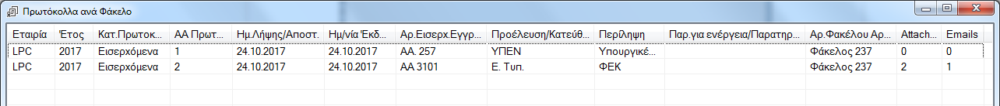 Πρωτόκολλα ανά Φάκελο
Εταιρία Έτος Κατ.Πρωτοκ... ΑΑ Πρωτ... Ημ.Λήψης/Αποστ. Ημ/νία Έκδ... Αρ.Εισερχ.Εγγρ... Προέλευση/Κατεύθ... Περίληψη Παρ.για ενέργεια/Παρατηρ... Αρ.Φακέλου Αρ... Attach... Emails
LPC 2017 Εισερχόμενα 1 24.10.2017 24.10.2017 ΑΑ. 257 ΥΠΕΝ Υπουργικέ... Φάκελος 237 0 0
LPC 2017 Εισερχόμενα 2 24.10.2017 24.10.2017 ΑΑ 3101 Ε. Τυπ. ΦΕΚ Φάκελος 237 2 1